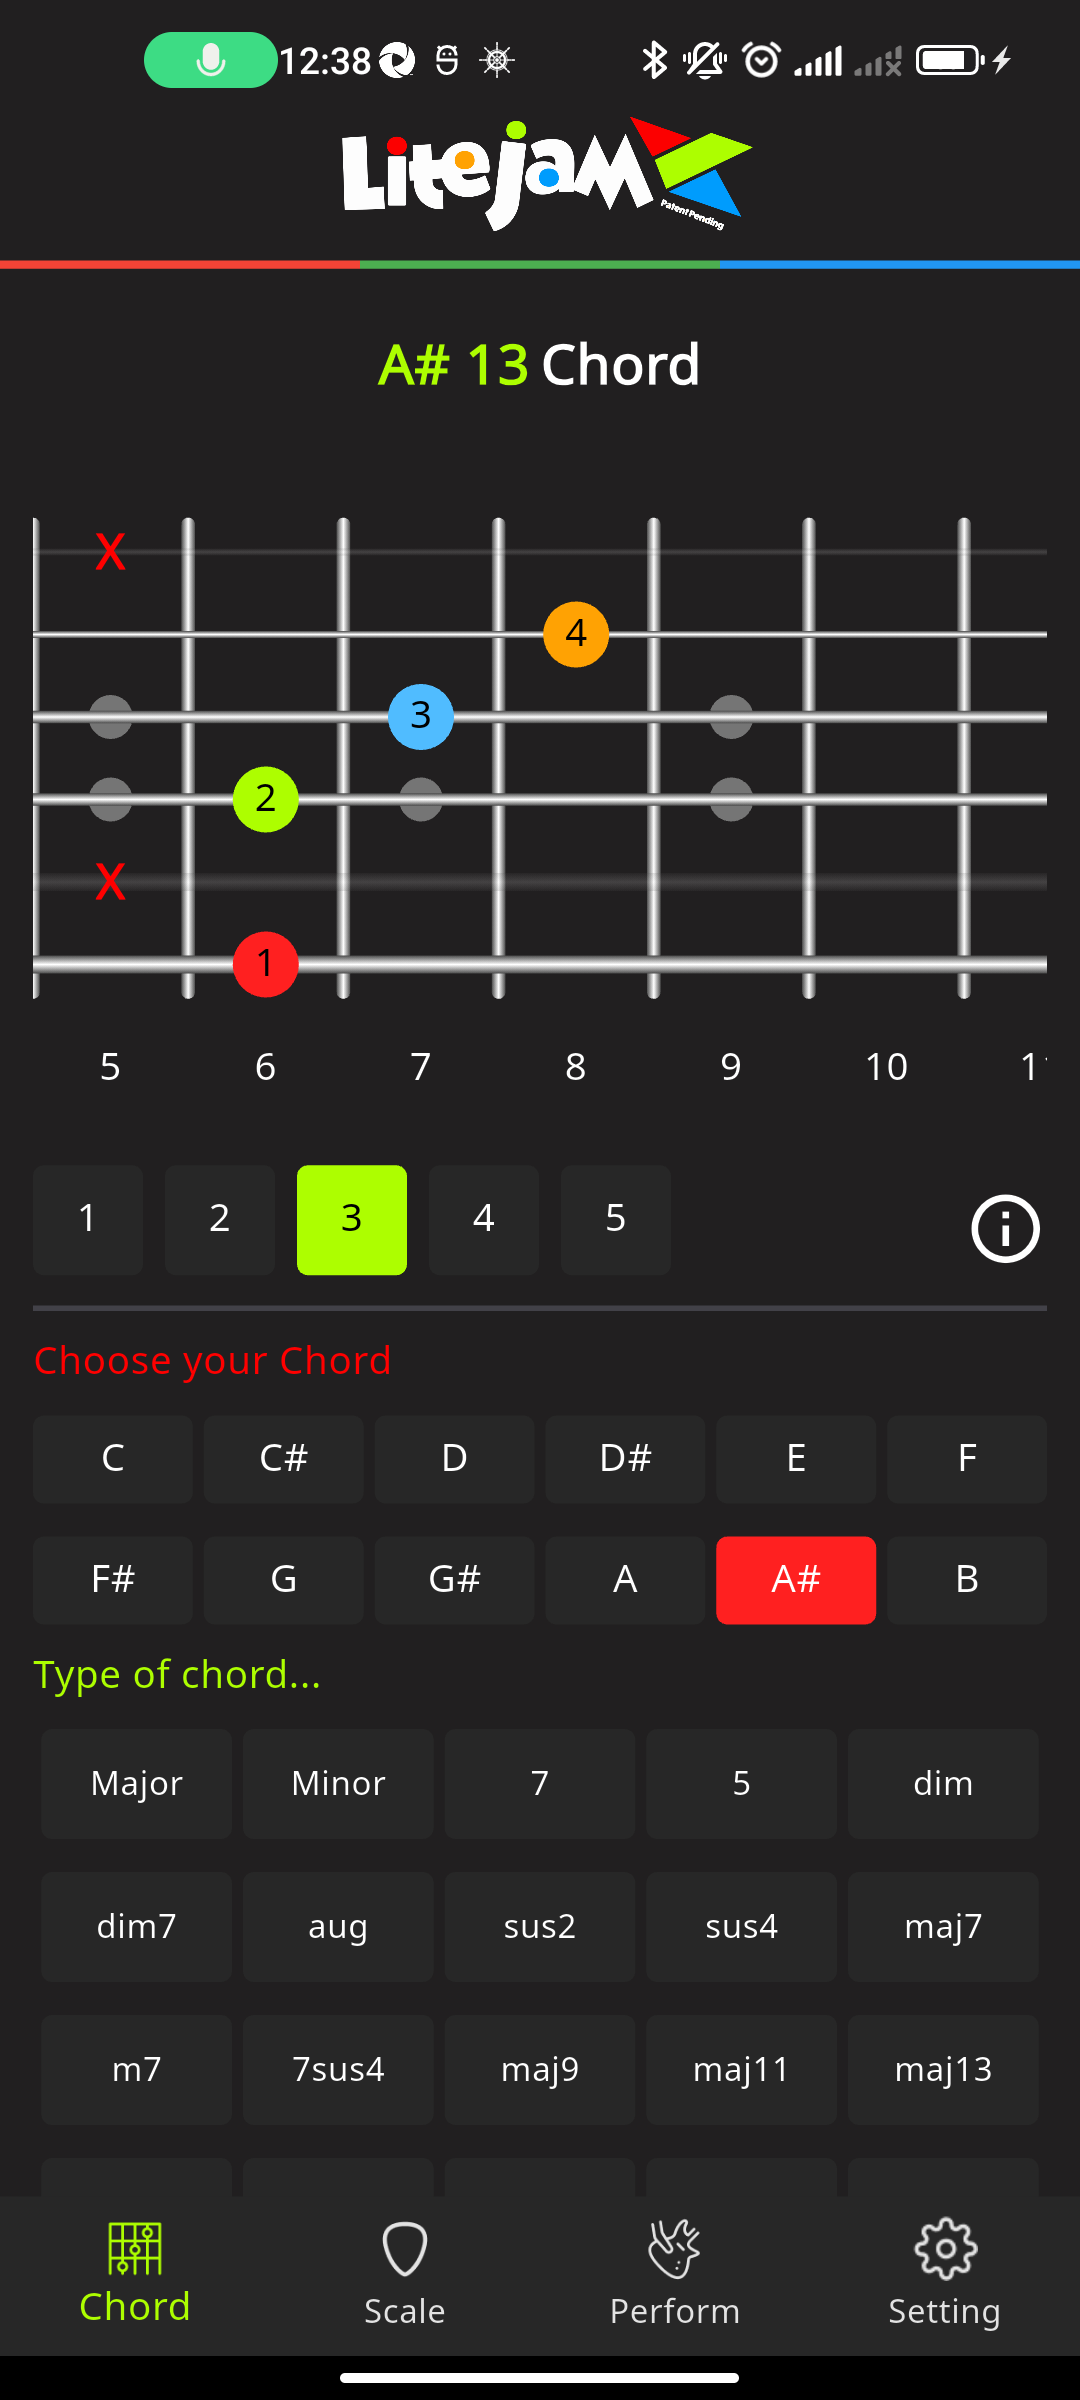 12:38
Litejam
Patent Pending
A# 13 Chord
X
4
3
2
X
1
5 6 7 8 9 10
1 2 3 4 5
Choose your Chord
C C# D D# E F
F# G G# A A# B
Type of chord...
Major Minor 7 5 dim
dim7 aug sus2 sus4 maj7
m7 7sus4 maj9 maj11 maj13
Chord Scale Perform Setting